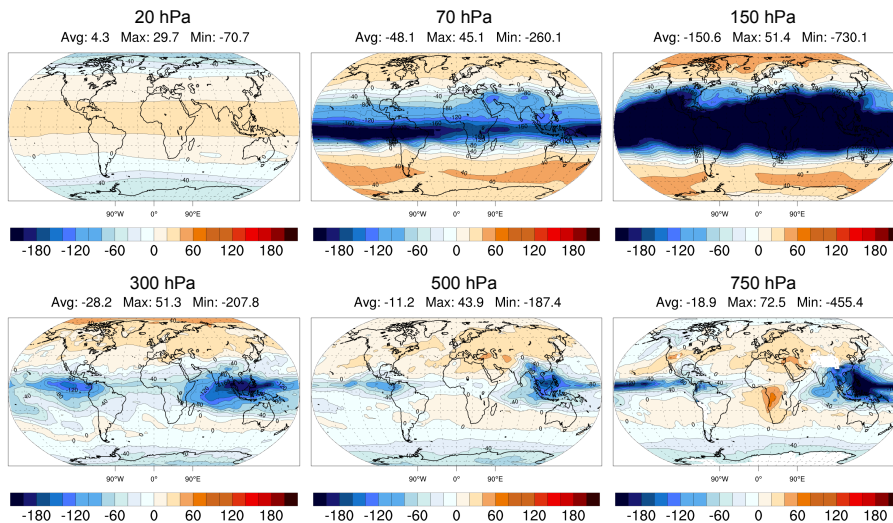 20 hPa
Avg: 4.3 Max: 29.7 Min: -70.7
90°W 0° 90°E
-180 -120 -60 0 60 120 180
70 hPa
Avg: -48.1 Max: 45.1 Min: -260.1
90°W 0° 90°E
-180 -120 -60 0 60 120 180
150 hPa
Avg: -150.6 Max: 51.4 Min: -730.1
90°W 0° 90°E
-180 -120 -60 0 60 120 180
300 hPa
Avg: -28.2 Max: 51.3 Min: -207.8
90°W 0° 90°E
-180 -120 -60 0 60 120 180
500 hPa
Avg: -11.2 Max: 43.9 Min: -187.4
90°W 0° 90°E
-180 -120 -60 0 60 120 180
750 hPa
Avg: -18.9 Max: 72.5 Min: -455.4
90°W 0° 90°E
-180 -120 -60 0 60 120 180